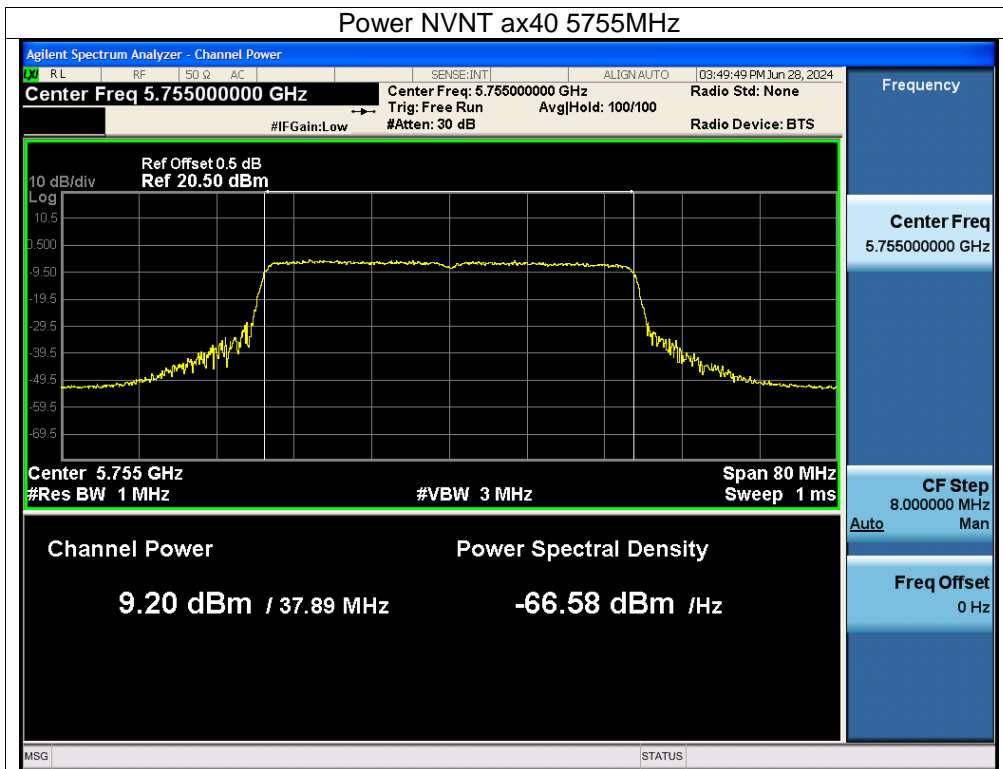 Power NVNT ax40 5755MHz
Agilent Spectrum Analyzer - Channel Power
LXI RL RF 50 Ω AC SENSE:INT ALIGN AUTO 03:49:49 PM Jun 28, 2024
Center Freq 5.755000000 GHz
Center Freq: 5.755000000 GHz
Radio Std: None
Trig: Free Run Avg|Hold: 100/100
#IFGain:Low #Atten: 30 dB Radio Device: BTS
Ref Offset 0.5 dB
10 dB/div Ref 20.50 dBm
Log
10.5
0.500
-9.50
-19.5
-29.5
-39.5
-49.5
-59.5
-69.5
Center 5.755 GHz Span 80 MHz
#Res BW 1 MHz #VBW 3 MHz Sweep 1 ms
Channel Power Power Spectral Density
9.20 dBm / 37.89 MHz -66.58 dBm /Hz
Frequency
Center Freq
5.755000000 GHz
CF Step
8.000000 MHz
Auto Man
Freq Offset
0 Hz
MSG STATUS